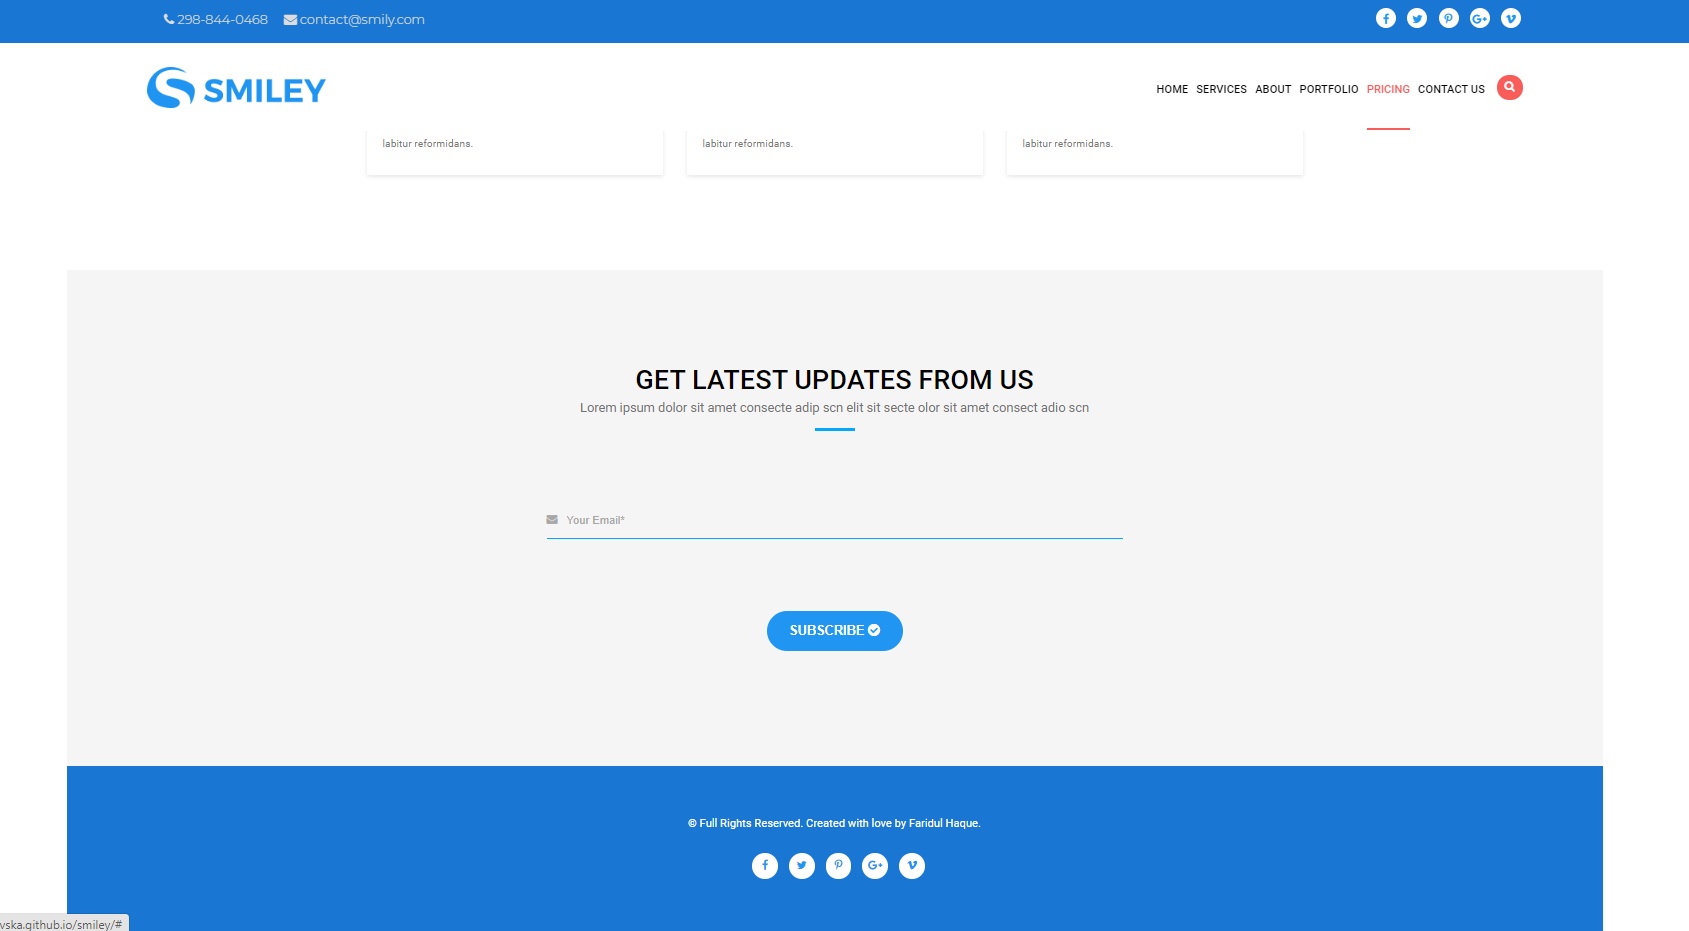 298-844-0468 contact@smily.com
SMILEY
HOME SERVICES ABOUT PORTFOLIO PRICING CONTACT US
labitur reformidans. labitur reformidans. labitur reformidans.
GET LATEST UPDATES FROM US
Lorem ipsum dolor sit amet consecte adip scn elit sit secte olor sit amet consect adio scn
Your Email*
SUBSCRIBE
© Full Rights Reserved. Created with love by Faridul Haque.
vska.github.io/smiley/#